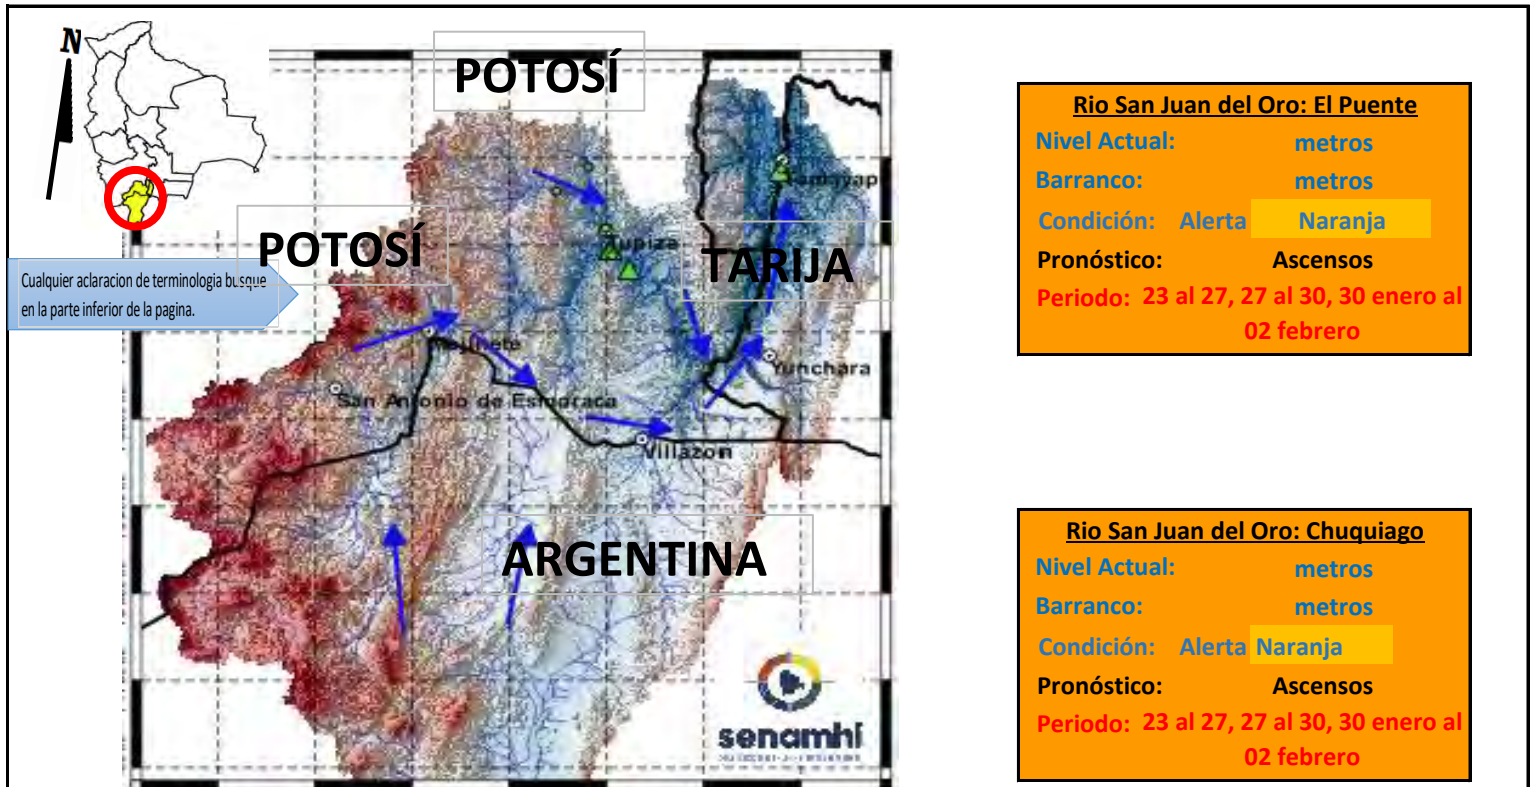 N
POTOSÍ
POTOSÍ
TARIJA
ARGENTINA
Cualquier aclaracion de terminologia busque
en la parte inferior de la pagina.
Tupiza
Yunchara
San Antonio de Esmoraca
Villazon
senamhi
Rio San Juan del Oro: El Puente
Nivel Actual: metros
Barranco: metros
Condición: Alerta Naranja
Pronóstico: Ascensos
Periodo: 23 al 27, 27 al 30, 30 enero al
02 febrero
Rio San Juan del Oro: Chuquiago
Nivel Actual: metros
Barranco: metros
Condición: Alerta Naranja
Pronóstico: Ascensos
Periodo: 23 al 27, 27 al 30, 30 enero al
02 febrero